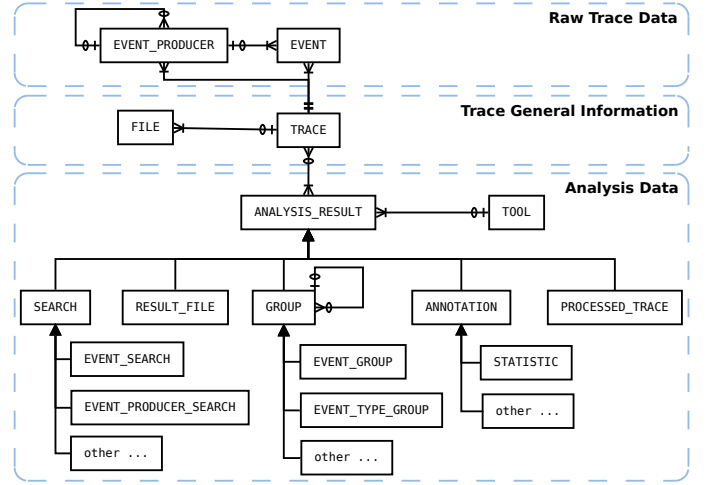 Raw Trace Data
EVENT_PRODUCER
EVENT
Trace General Information
FILE
TRACE
Analysis Data
ANALYSIS_RESULT
TOOL
SEARCH
RESULT_FILE
GROUP
ANNOTATION
PROCESSED_TRACE
EVENT_SEARCH
EVENT_GROUP
STATISTIC
EVENT_PRODUCER_SEARCH
EVENT_TYPE_GROUP
other ...
other ...
other ...